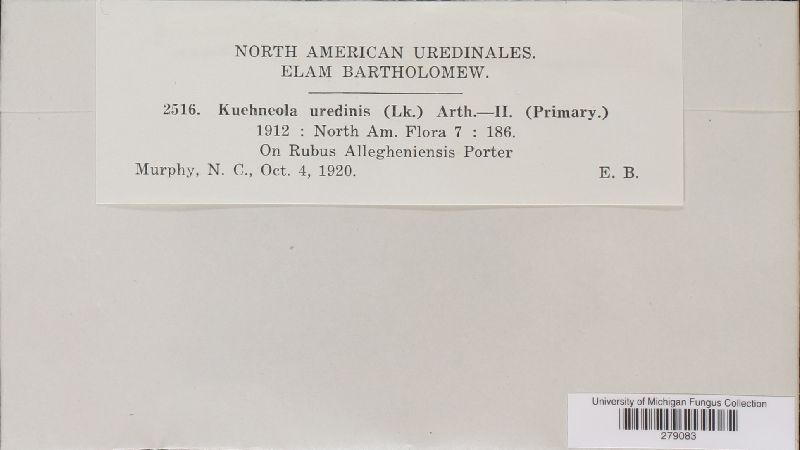 NORTH AMERICAN UREDINALES.
ELAM BARTHOLOMEW.
2516. Kuehneola uredinis (Lk.) Arth.—II. (Primary.)
1912 : North Am. Flora 7 : 186.
On Rubus Allegheniensis Porter
Murphy, N. C., Oct. 4, 1920. E. B.
University of Michigan Fungus Collection
279083